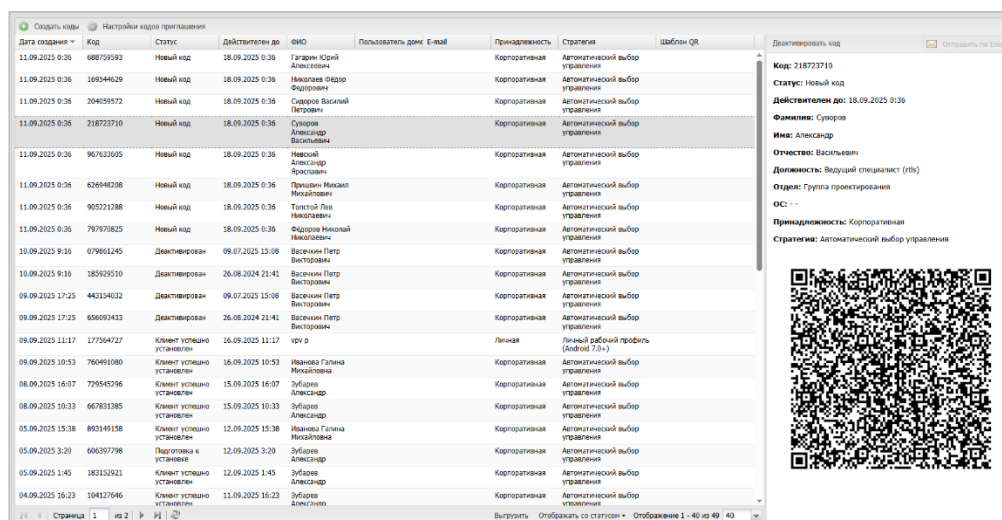 Создать коды Настройки кодов приглашения
Дата создания Код Статус Действителен до ФИО Пользователь доме E-mail Принадлежность Стратегия Шаблон QR
11.09.2025 0:36 688759593 Новый код 18.09.2025 0:36 Гагарин Юрий Корпоративная Автоматический выбор
Алексеевич управления
11.09.2025 0:36 169544629 Новый код 18.09.2025 0:36 Николаев Фёдор Корпоративная Автоматический выбор
Федорович управления
11.09.2025 0:36 204059572 Новый код 18.09.2025 0:36 Сидоров Василий Корпоративная Автоматический выбор
Петрович управления
11.09.2025 0:36 218723710 Новый код 18.09.2025 0:36 Суворов Корпоративная Автоматический выбор
Александр управления
Васильевич
11.09.2025 0:36 967633605 Новый код 18.09.2025 0:36 Невский Корпоративная Автоматический выбор
Александр управления
Ярославич
11.09.2025 0:36 626948208 Новый код 18.09.2025 0:36 Пришвин Михаил Корпоративная Автоматический выбор
Михайлович управления
11.09.2025 0:36 905221288 Новый код 18.09.2025 0:36 Толстой Лев Корпоративная Автоматический выбор
Николаевич управления
11.09.2025 0:36 797970825 Новый код 18.09.2025 0:36 Фёдоров Николай Корпоративная Автоматический выбор
Николаевич управления
10.09.2025 9:16 079861245 Деактивирован 09.07.2025 15:08 Васечкин Петр Корпоративная Автоматический выбор
Викторович управления
10.09.2025 9:16 185929510 Деактивирован 26.08.2024 21:41 Васечкин Петр Корпоративная Автоматический выбор
Викторович управления
09.09.2025 17:25 443154032 Деактивирован 09.07.2025 15:08 Васечкин Петр Корпоративная Автоматический выбор
Викторович управления
09.09.2025 17:25 656093433 Деактивирован 26.08.2024 21:41 Васечкин Петр Корпоративная Автоматический выбор
Викторович управления
09.09.2025 11:17 177564727 Клиент успешно 16.09.2025 11:17 vpv p Личная Личный рабочий профиль
установлен (Android 7.0+)
09.09.2025 10:53 760491080 Клиент успешно 16.09.2025 10:53 Иванова Галина Корпоративная Автоматический выбор
установлен Михайловна управления
08.09.2025 16:07 729545296 Клиент успешно 15.09.2025 16:07 Зубарев Корпоративная Автоматический выбор
установлен Александр управления
08.09.2025 10:33 667831385 Клиент успешно 15.09.2025 10:33 Зубарев Корпоративная Автоматический выбор
установлен Александр управления
05.09.2025 15:38 893149158 Клиент успешно 12.09.2025 15:38 Иванова Галина Корпоративная Автоматический выбор
установлен Михайловна управления
05.09.2025 3:20 606397798 Подготовка к 12.09.2025 3:20 Зубарев Корпоративная Автоматический выбор
установке Александр управления
05.09.2025 1:45 183152921 Клиент успешно 12.09.2025 1:45 Зубарев Корпоративная Автоматический выбор
установлен Александр управления
04.09.2025 16:23 104127646 Клиент успешно 11.09.2025 16:23 Зубарев Корпоративная Автоматический выбор
установлен Александр управления
Страница 1 из 2 Выгрузить Отображать со статусом Отображение 1 - 40 из 49 40
Деактивировать код Отправить по Ema
Код: 218723710
Статус: Новый код
Действителен до: 18.09.2025 0:36
Фамилия: Суворов
Имя: Александр
Отчество: Васильевич
Должность: Ведущий специалист (rtls)
Отдел: Группа проектирования
ОС: - -
Принадлежность: Корпоративная
Стратегия: Автоматический выбор управления